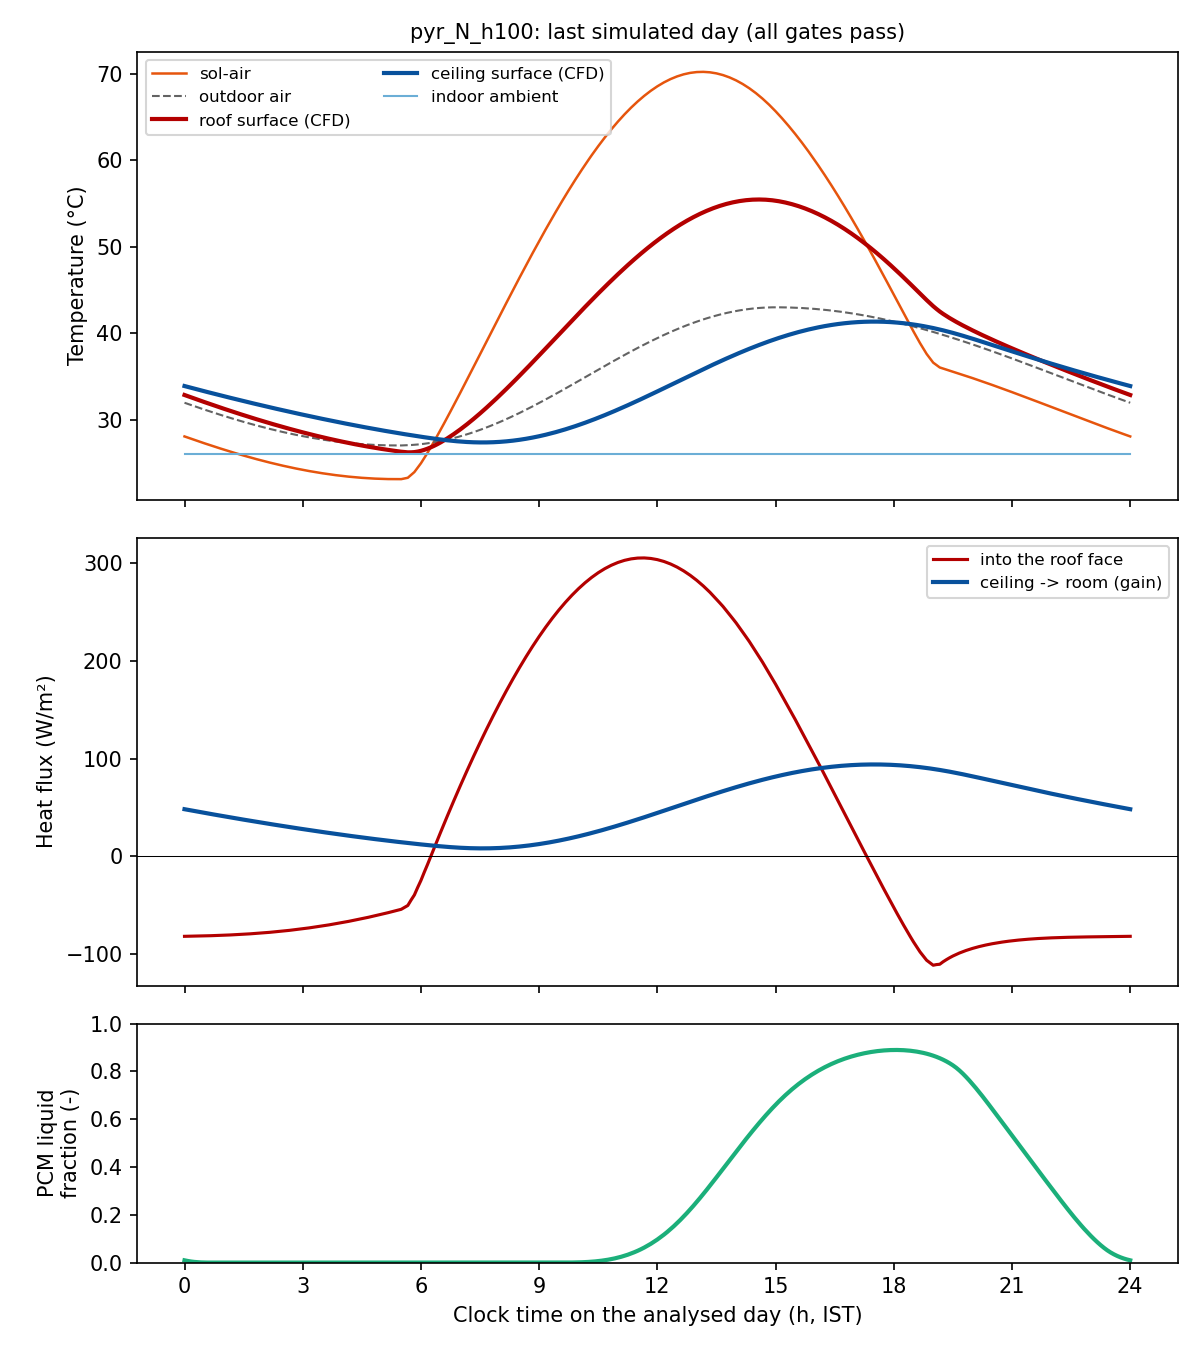 pyr_N_h100: last simulated day (all gates pass)
sol-air
outdoor air
roof surface (CFD)
ceiling surface (CFD)
indoor ambient
Temperature (°C)
70
60
50
40
30
into the roof face
ceiling -> room (gain)
Heat flux (W/m²)
300
200
100
0
−100
PCM liquid
fraction (-)
1.0
0.8
0.6
0.4
0.2
0.0
0 3 6 9 12 15 18 21 24
Clock time on the analysed day (h, IST)